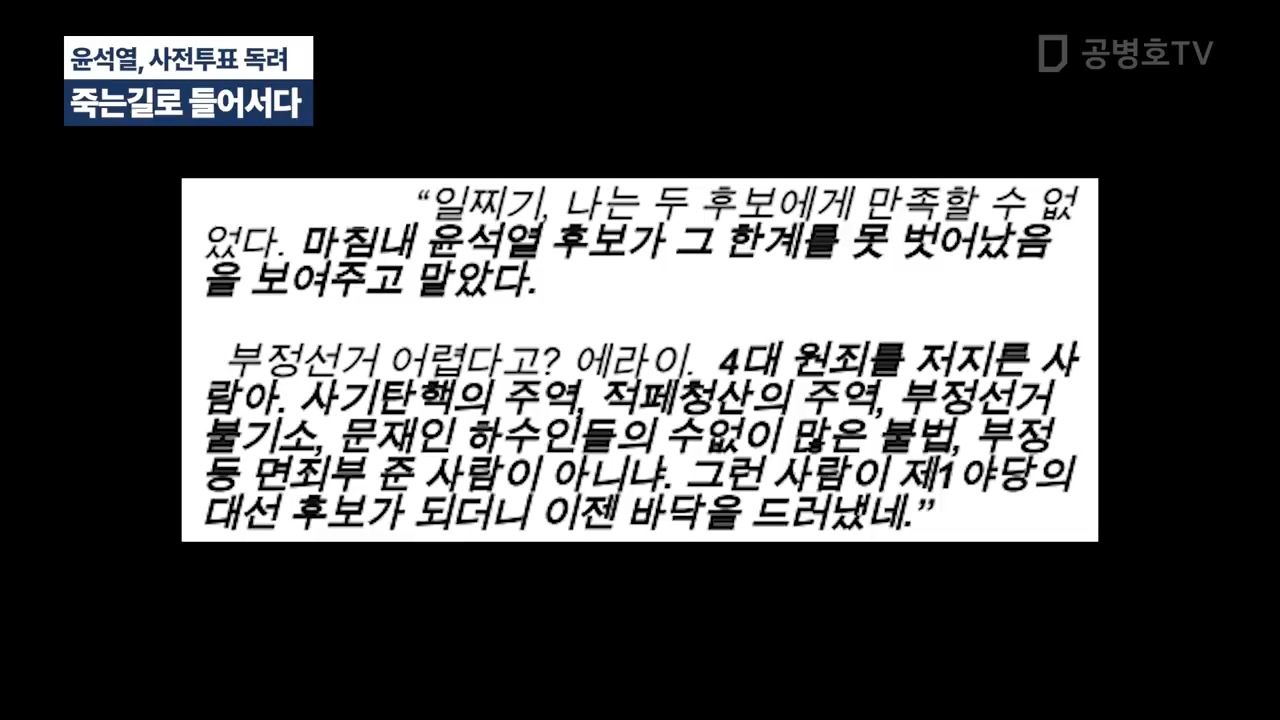 윤석열, 사전투표 독려
죽는길로 들어서다
공병호TV
“일찌기, 나는 두 후보에게 만족할 수 없
었다. 마침내 윤석열 후보가 그 한계를 못 벗어났음
을 보여주고 말았다.
부정선거 어렵다고? 에라이. 4대 원죄를 저지른 사
람아. 사기탄핵의 주역, 적페청산의 주역, 부정선거
불기소, 문재인 하수인들의 수없이 많은 불법, 부정
등 면죄부 준 사람이 아니냐. 그런 사람이 제1야당의
대선 후보가 되더니 이젠 바닥을 드러냈네.”